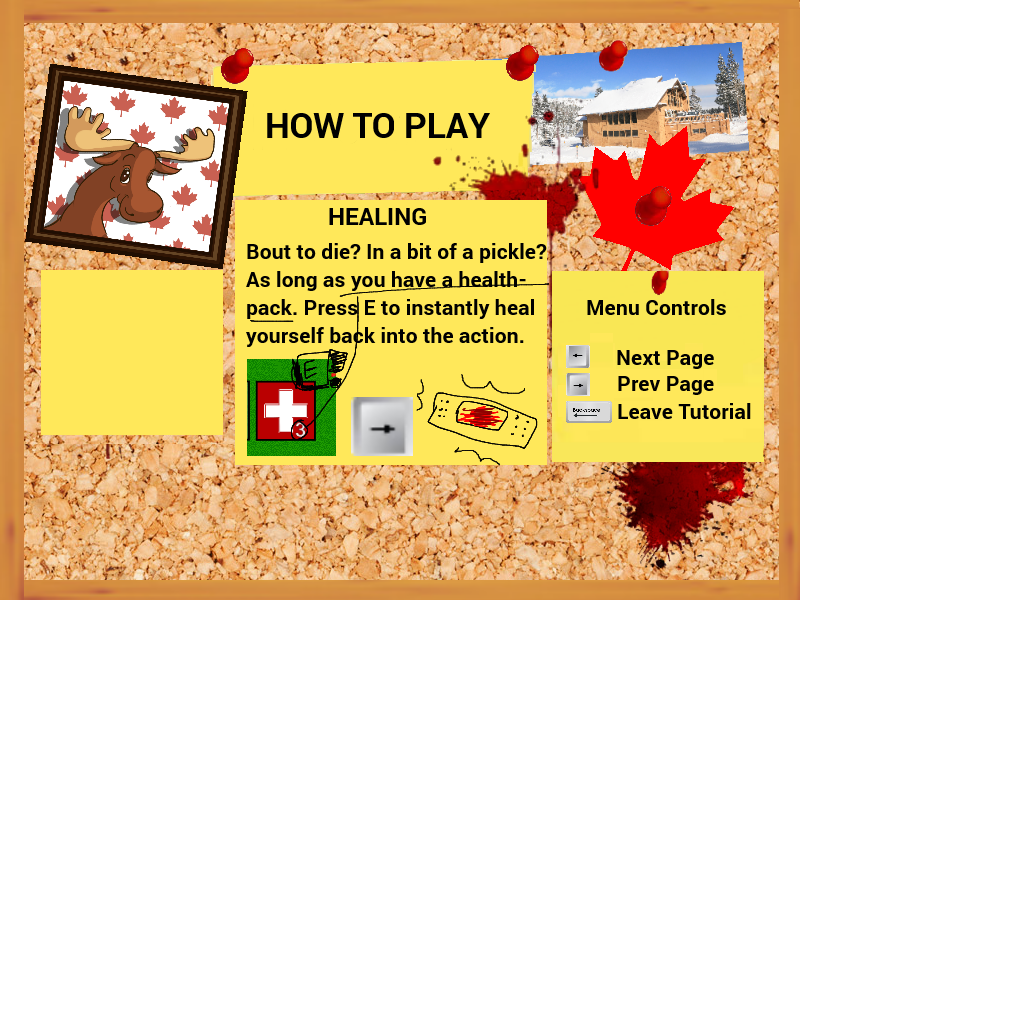 HOW TO PLAY
HEALING
Bout to die? In a bit of a pickle?
As long as you have a health-
pack. Press E to instantly heal
yourself back into the action.
E
3
Menu Controls
Next Page
Prev Page
Backspace
Leave Tutorial